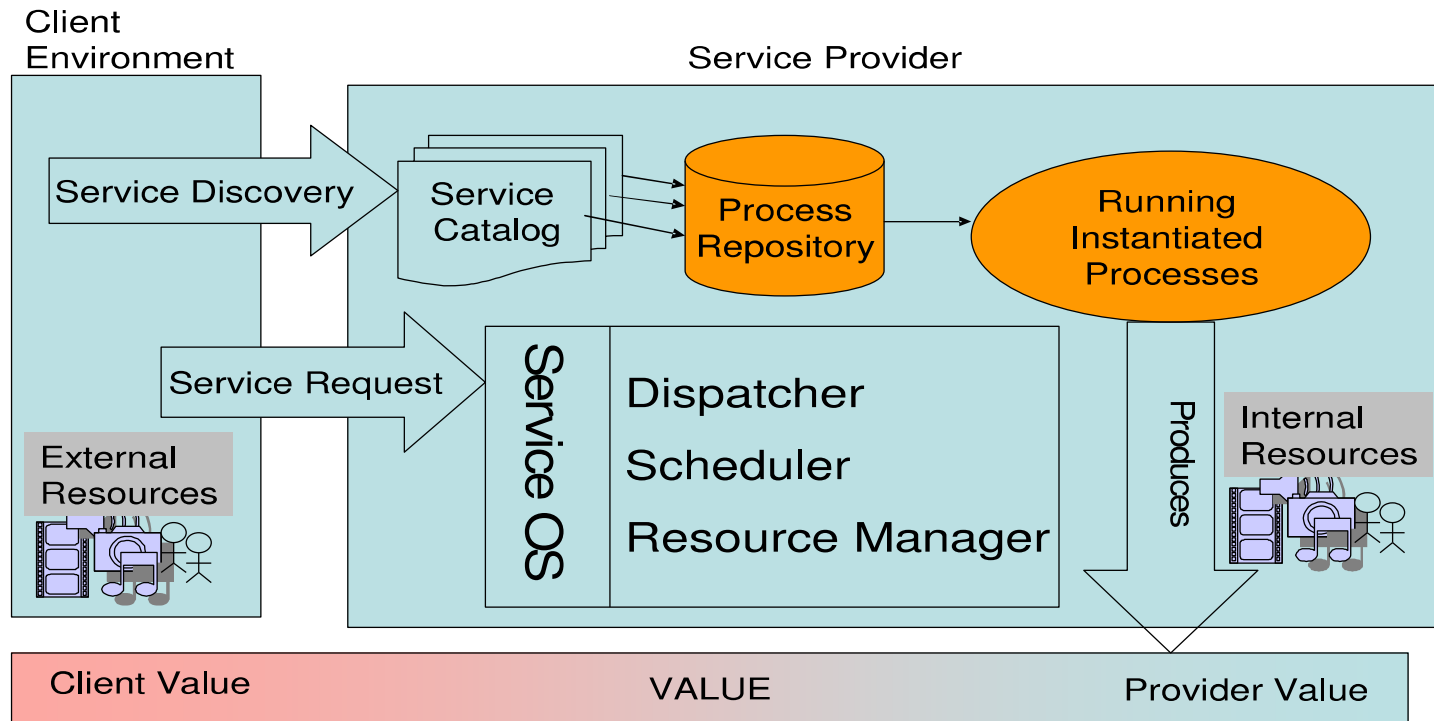 Client
Environment
Service Provider
Service Discovery
Service
Catalog
Process
Repository
Running
Instantiated
Processes
Service Request
Service OS
Dispatcher
Scheduler
Resource Manager
Produces
External
Resources
Internal
Resources
Client Value
VALUE
Provider Value